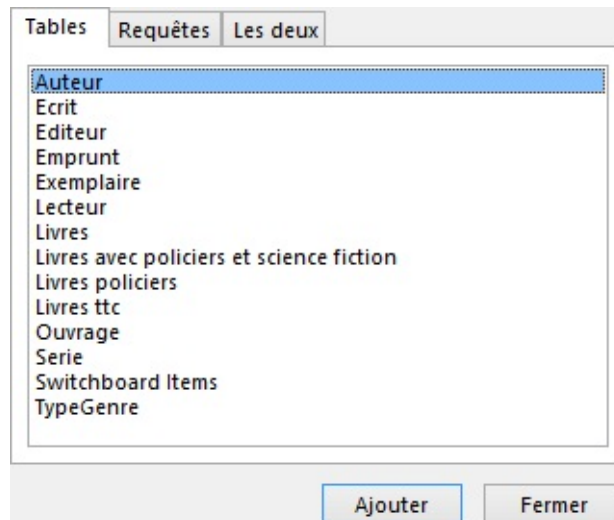 Tables Requêtes Les deux
Auteur
Ecrit
Editeur
Emprunt
Exemplaire
Lecteur
Livres
Livres avec policiers et science fiction
Livres policiers
Livres ttc
Ouvrage
Serie
Switchboard Items
TypeGenre
Ajouter Fermer